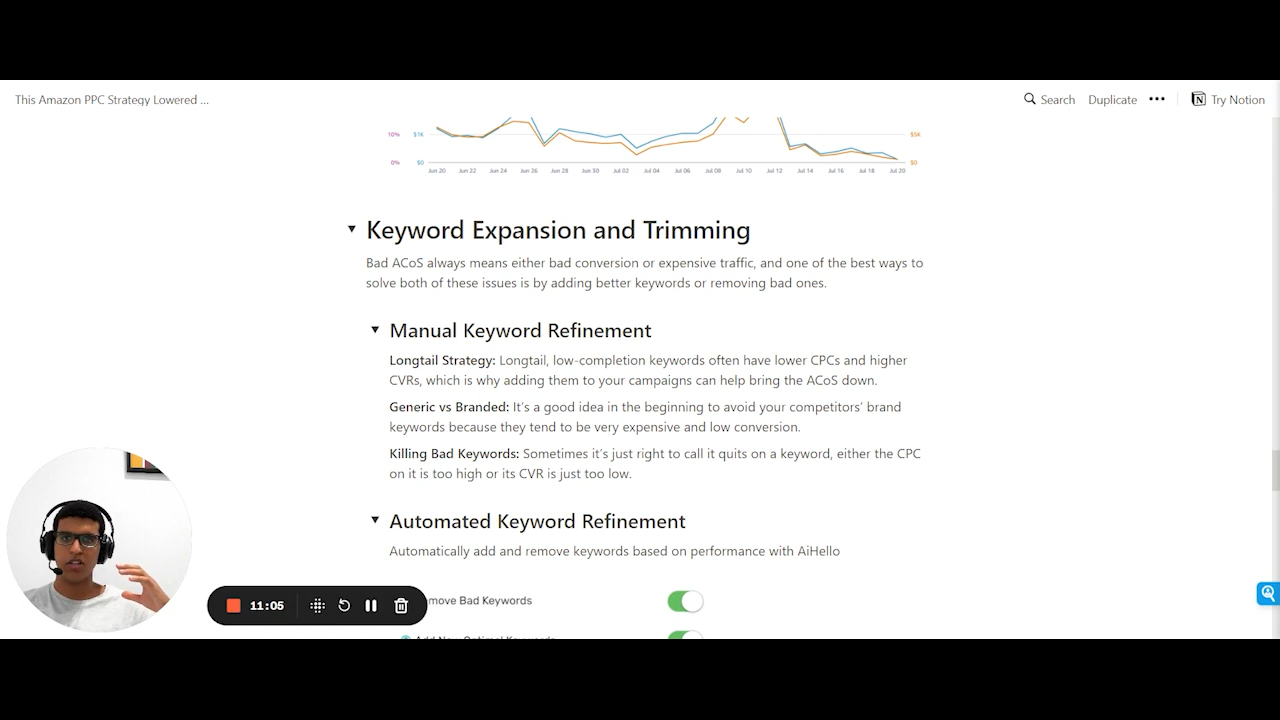 This Amazon PPC Strategy Lowered ...
Search
Duplicate
Try Notion
10%
$1K
$5K
0%
$0
$0
Jun 20
Jun 22
Jun 24
Jun 26
Jun 28
Jun 30
Jul 02
Jul 04
Jul 06
Jul 08
Jul 10
Jul 12
Jul 14
Jul 16
Jul 18
Jul 20
Keyword Expansion and Trimming
Bad ACoS always means either bad conversion or expensive traffic, and one of the best ways to
solve both of these issues is by adding better keywords or removing bad ones.
Manual Keyword Refinement
Longtail Strategy: Longtail, low-completion keywords often have lower CPCs and higher
CVRs, which is why adding them to your campaigns can help bring the ACoS down.
Generic vs Branded: It's a good idea in the beginning to avoid your competitors' brand
keywords because they tend to be very expensive and low conversion.
Killing Bad Keywords: Sometimes it's just right to call it quits on a keyword, either the CPC
on it is too high or its CVR is just too low.
Automated Keyword Refinement
Automatically add and remove keywords based on performance with AiHello
move Bad Keywords
11:05